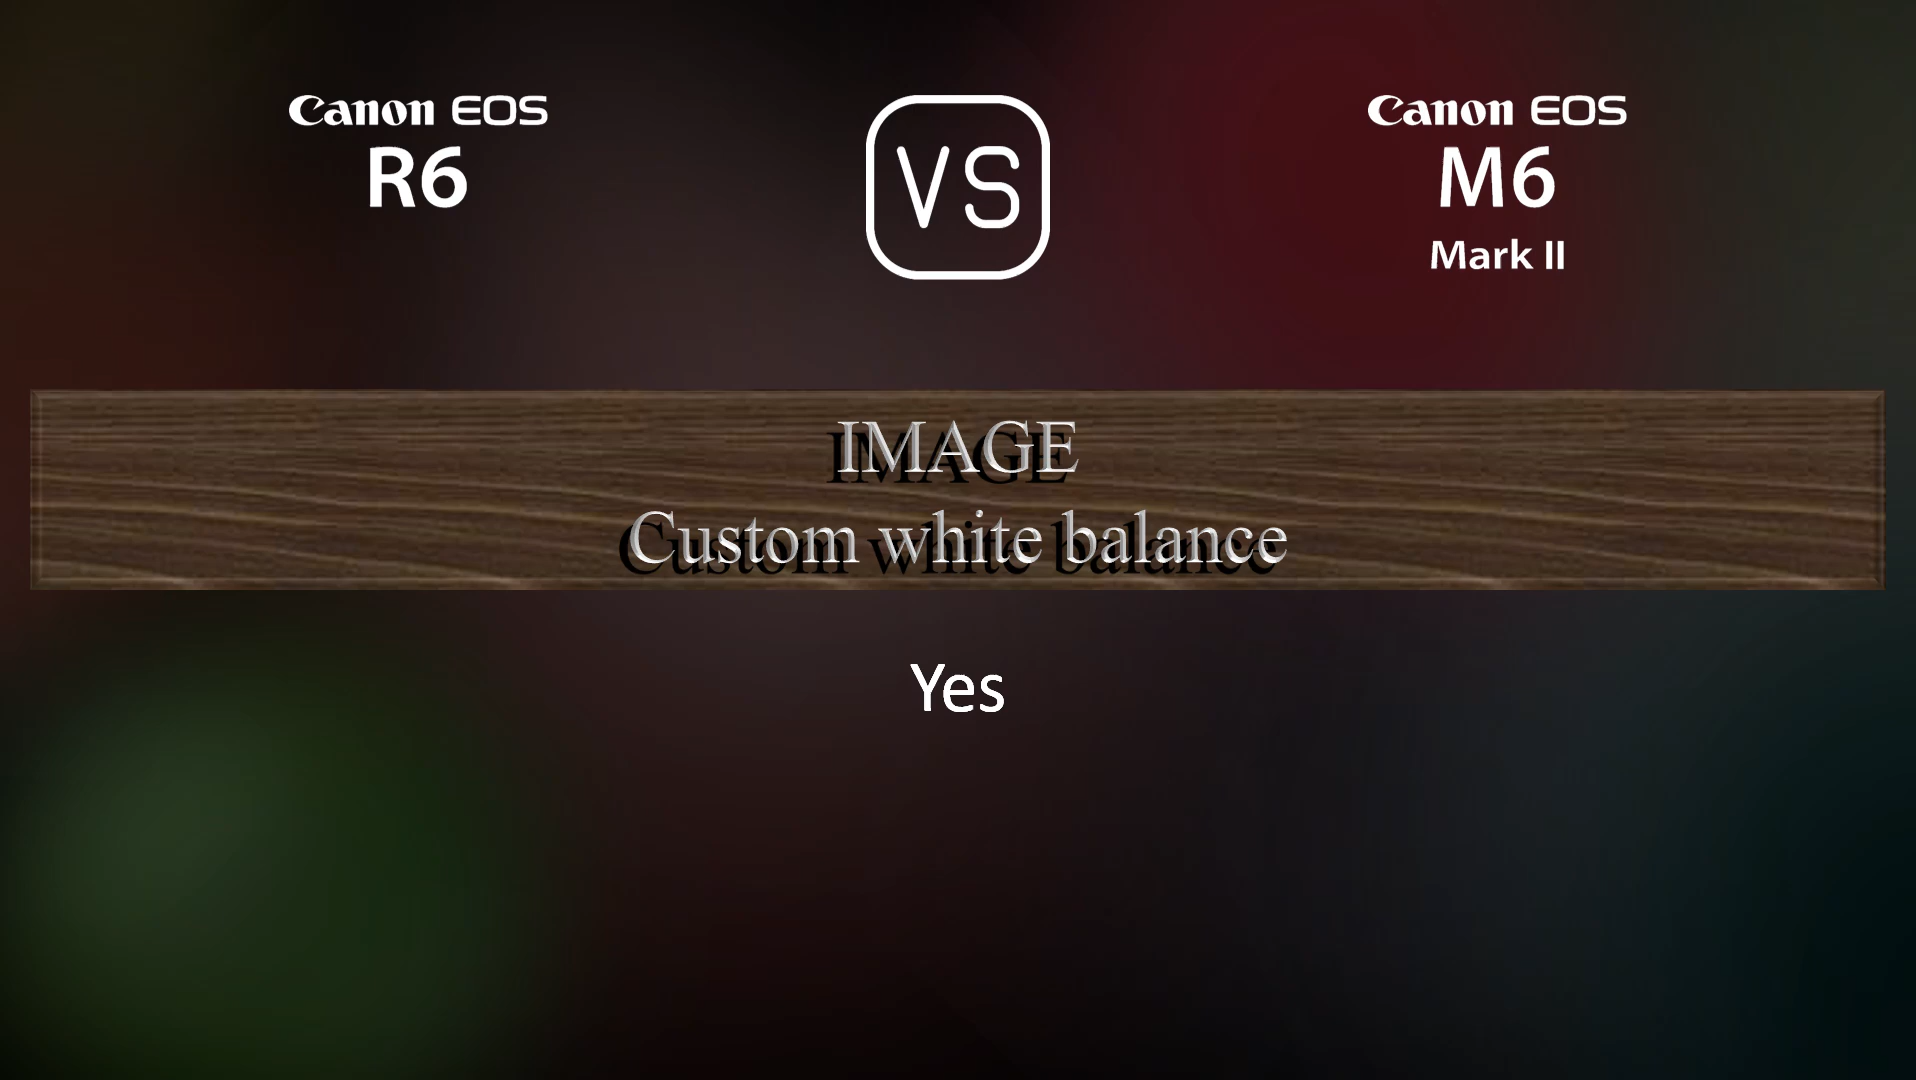 Canon EOS
R6
VS
Canon EOS
M6
Mark II
IMAGE
Custom white balance
Yes